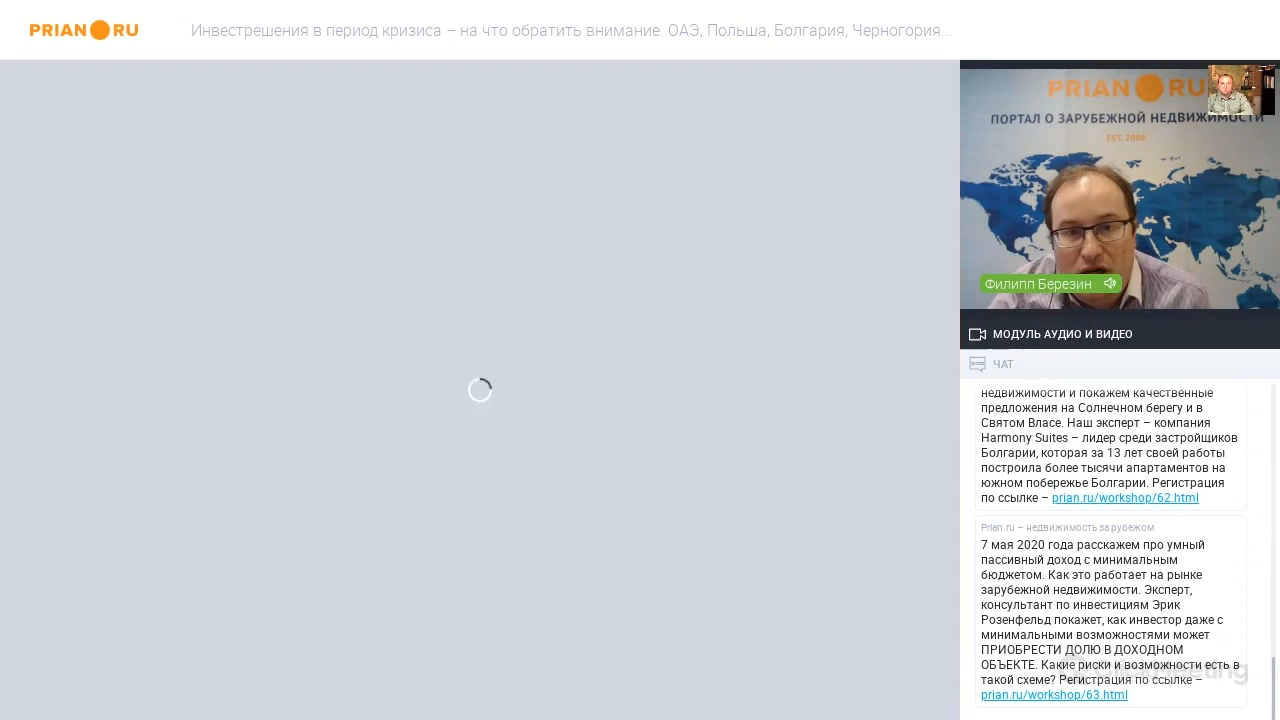 PRIAN RU
Инвестрешения в период кризиса – на что обратить внимание. ОАЭ, Польша, Болгария, Черногория...
PRIAN RU
ПОРТАЛ О ЗАРУБЕЖНОЙ НЕДВИЖИМОСТИ
EST. 2006
Филипп Березин
МОДУЛЬ АУДИО И ВИДЕО
ЧАТ
недвижимости и покажем качественные
предложения на Солнечном берегу и в
Святом Власе. Наш эксперт – компания
Harmony Suites – лидер среди застройщиков
Болгарии, которая за 13 лет своей работы
построила более тысячи апартаментов на
южном побережье Болгарии. Регистрация
по ссылке – prian.ru/workshop/62.html
Prian.ru – недвижимость за рубежом
7 мая 2020 года расскажем про умный
пассивный доход с минимальным
бюджетом. Как это работает на рынке
зарубежной недвижимости. Эксперт,
консультант по инвестициям Эрик
Розенфельд покажет, как инвестор даже с
минимальными возможностями может
ПРИОБРЕСТИ ДОЛЮ В ДОХОДНОМ
ОБЪЕКТЕ. Какие риски и возможности есть в
такой схеме? Регистрация по ссылке –
prian.ru/workshop/63.html
ClickMeeting